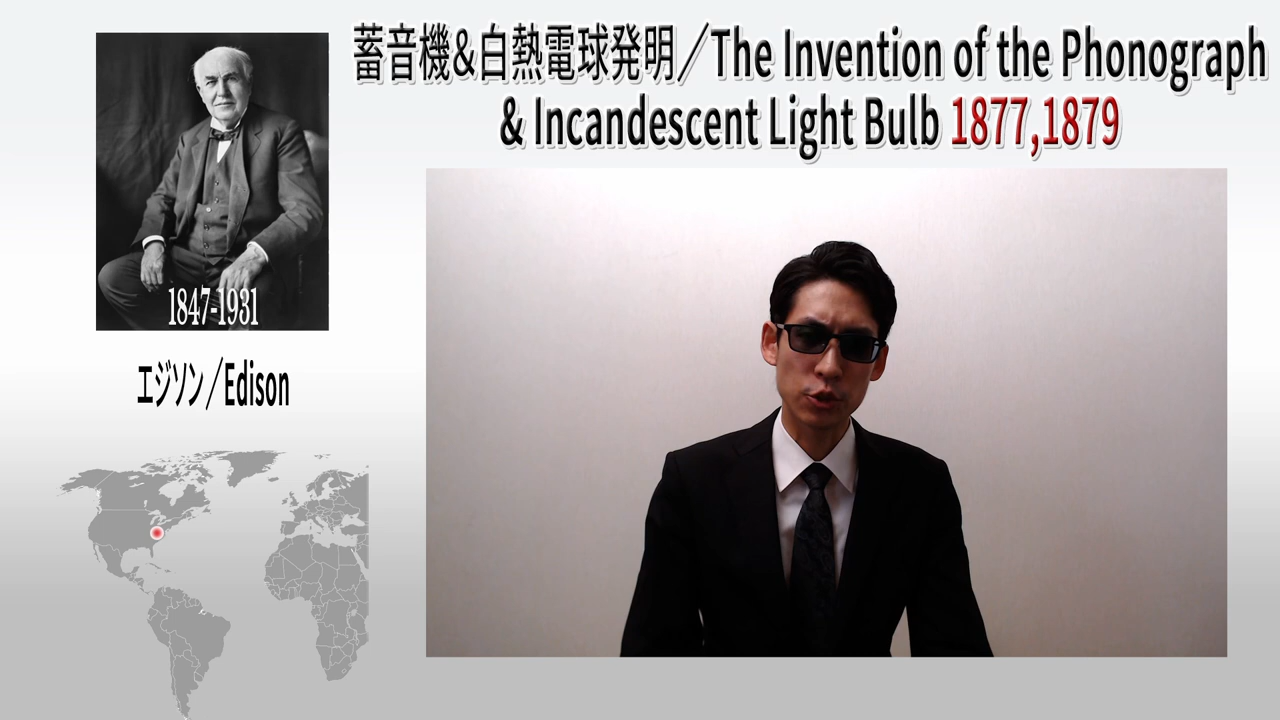 蓄音機&白熱電球発明／The Invention of the Phonograph
& Incandescent Light Bulb 1877,1879
1847-1931
エジソン／Edison